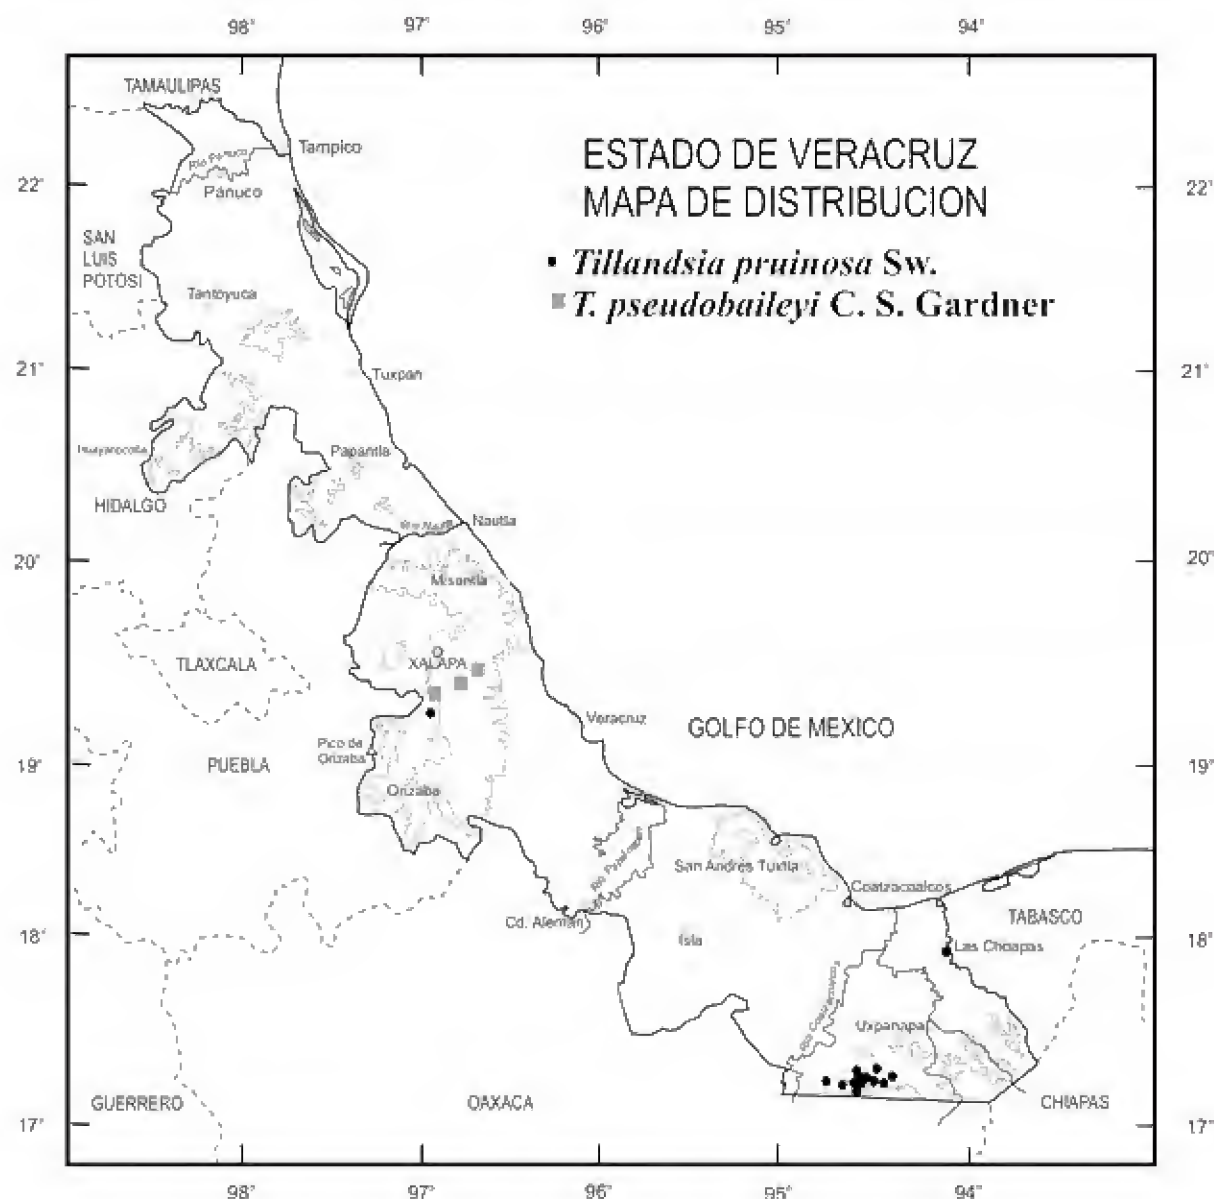 98° 97° 96° 95° 94°
TAMAULIPAS
Tampico
Río Pánuco
Pánuco
22° 22°
ESTADO DE VERACRUZ
MAPA DE DISTRIBUCION
SAN
LUIS
POTOSI
Tillandsia pruinosa Sw.
T. pseudobaileyi C. S. Gardner
Tantoyuca
21° 21°
Tuxpan
Papantla
HIDALGO
Nautla
20° 20°
Misantla
TLAXCALA
XALAPA
Veracruz
GOLFO DE MEXICO
Pico de
Orizaba
PUEBLA
19° 19°
Orizaba
San Andrés Tuxtla
Coatzacoalcos
Cd. Alemán
TABASCO
18° 18°
Isla
Las Choapas
Río Coatzacoalcos
Uxpanapa
GUERRERO
OAXACA
CHIAPAS
17° 17°
98° 97° 96° 95° 94°